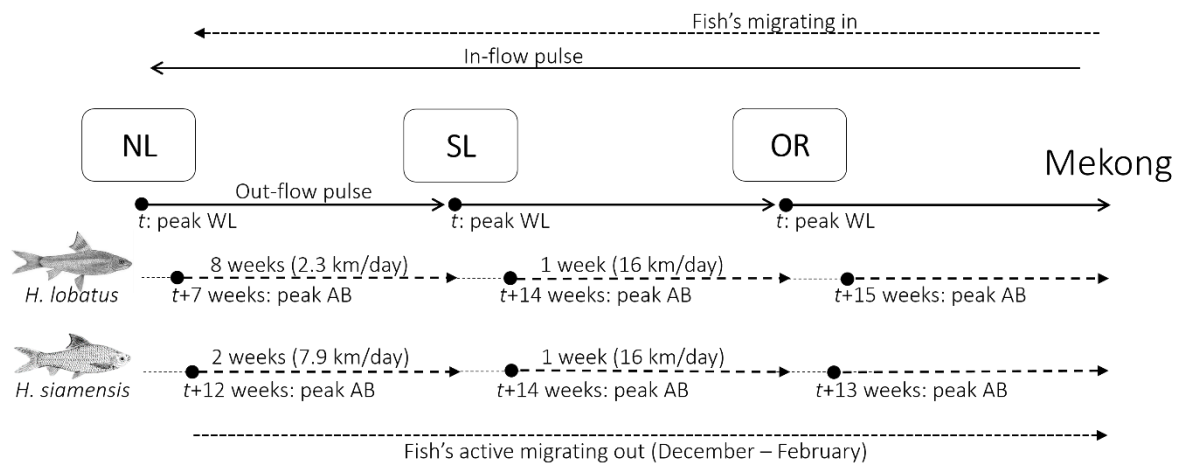 Fish's migrating in
In-flow pulse
NL
SL
OR
Mekong
Out-flow pulse
t: peak WL
t: peak WL
t: peak WL
8 weeks (2.3 km/day)
1 week (16 km/day)
H. lobatus
t+7 weeks: peak AB
t+14 weeks: peak AB
t+15 weeks: peak AB
2 weeks (7.9 km/day)
1 week (16 km/day)
H. siamensis
t+12 weeks: peak AB
t+14 weeks: peak AB
t+13 weeks: peak AB
Fish's active migrating out (December – February)